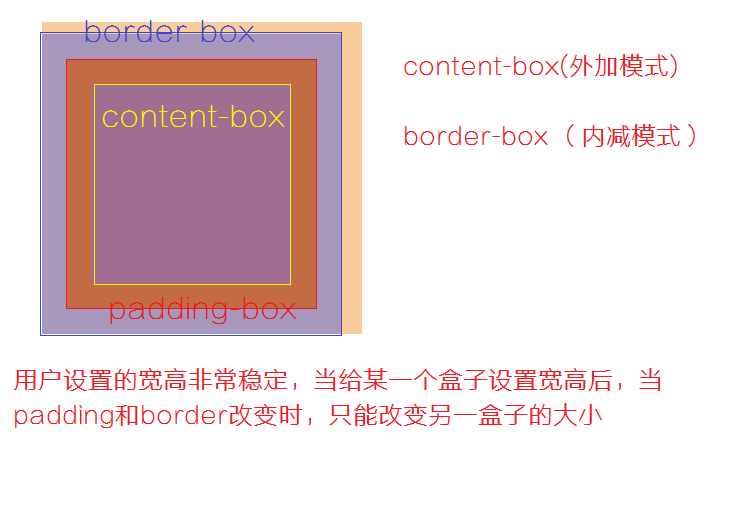 border box
content-box(外加模式)
content-box
border-box（内减模式）
padding-box
用户设置的宽高非常稳定，当给某一个盒子设置宽高后，当
padding和border改变时，只能改变另一盒子的大小